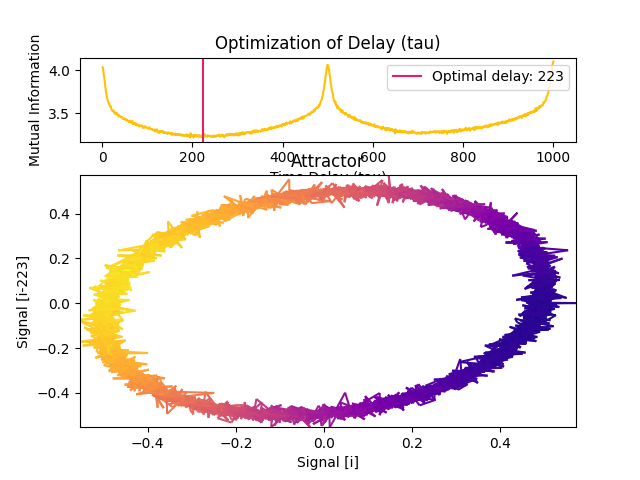 Optimization of Delay (tau)
Mutual Information
4.0
3.5
Optimal delay: 223
0
200
400
600
800
1000
Time Delay (tau)
Attractor
Signal [i-223]
0.4
0.2
0.0
−0.2
−0.4
−0.4
−0.2
0.0
0.2
0.4
Signal [i]